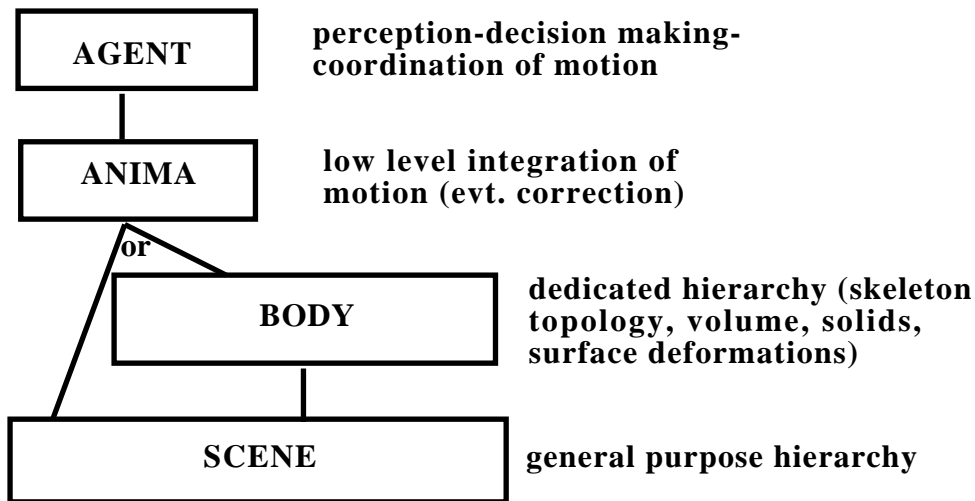 AGENT
perception-decision making-
coordination of motion
ANIMA
low level integration of
motion (evt. correction)
or
BODY
dedicated hierarchy (skeleton
topology, volume, solids,
surface deformations)
SCENE
general purpose hierarchy